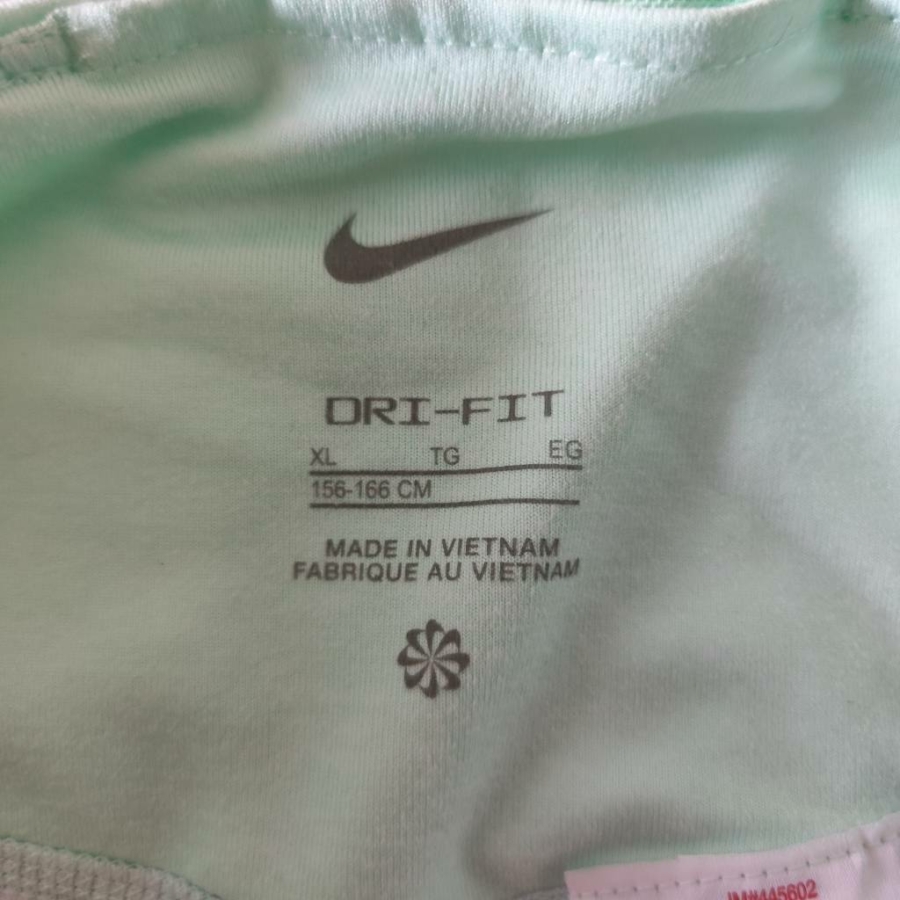 DRI-FIT
XL TG EG
156-166 CM
MADE IN VIETNAM
FABRIQUE AU VIETNAM